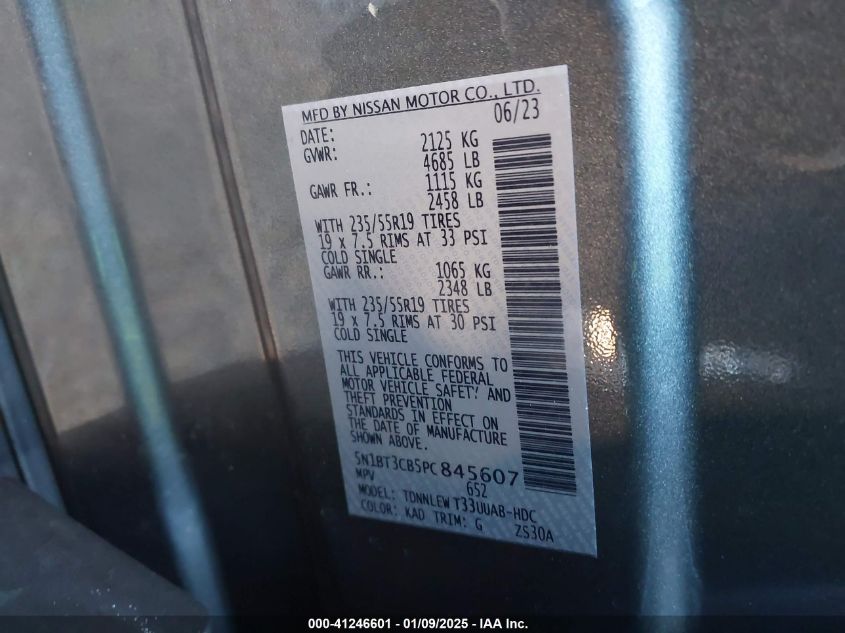 MFD BY NISSAN MOTOR CO., LTD.
DATE: 06/23
GVWR: 2125 KG
4685 LB
GAWR FR.: 1115 KG
2458 LB
WITH 235/55R19 TIRES
19 x 7.5 RIMS AT 33 PSI
COLD SINGLE
GAWR RR.: 1065 KG
2348 LB
WITH 235/55R19 TIRES
19 x 7.5 RIMS AT 30 PSI
COLD SINGLE
THIS VEHICLE CONFORMS TO
ALL APPLICABLE FEDERAL
MOTOR VEHICLE SAFETY AND
THEFT PREVENTION
STANDARDS IN EFFECT ON
THE DATE OF MANUFACTURE
SHOWN ABOVE.
5N1BT3CB5PC845607
MPV 652
MODEL: TDNNLEW T33UUAB-HDC
COLOR: KAD TRIM: G ZS30A
000-41246601 - 01/09/2025 - IAA Inc.